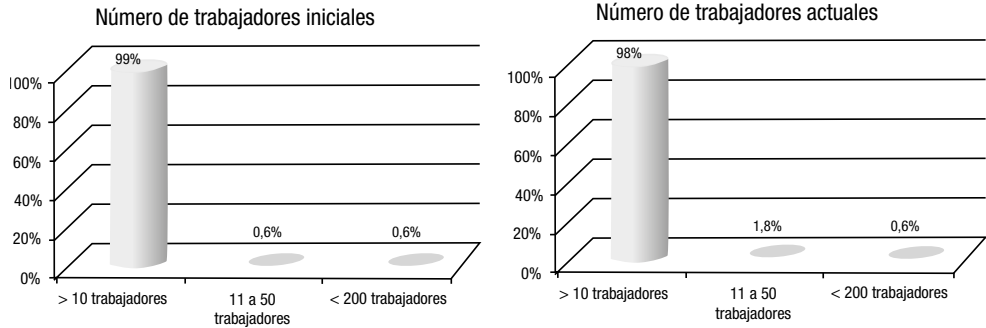 Número de trabajadores iniciales
99%
100%
80%
60%
40%
20%
0%
0,6%
0,6%
> 10 trabajadores
11 a 50
trabajadores
< 200 trabajadores
Número de trabajadores actuales
98%
100%
80%
60%
40%
20%
0%
1,8%
0,6%
> 10 trabajadores
11 a 50
trabajadores
< 200 trabajadores